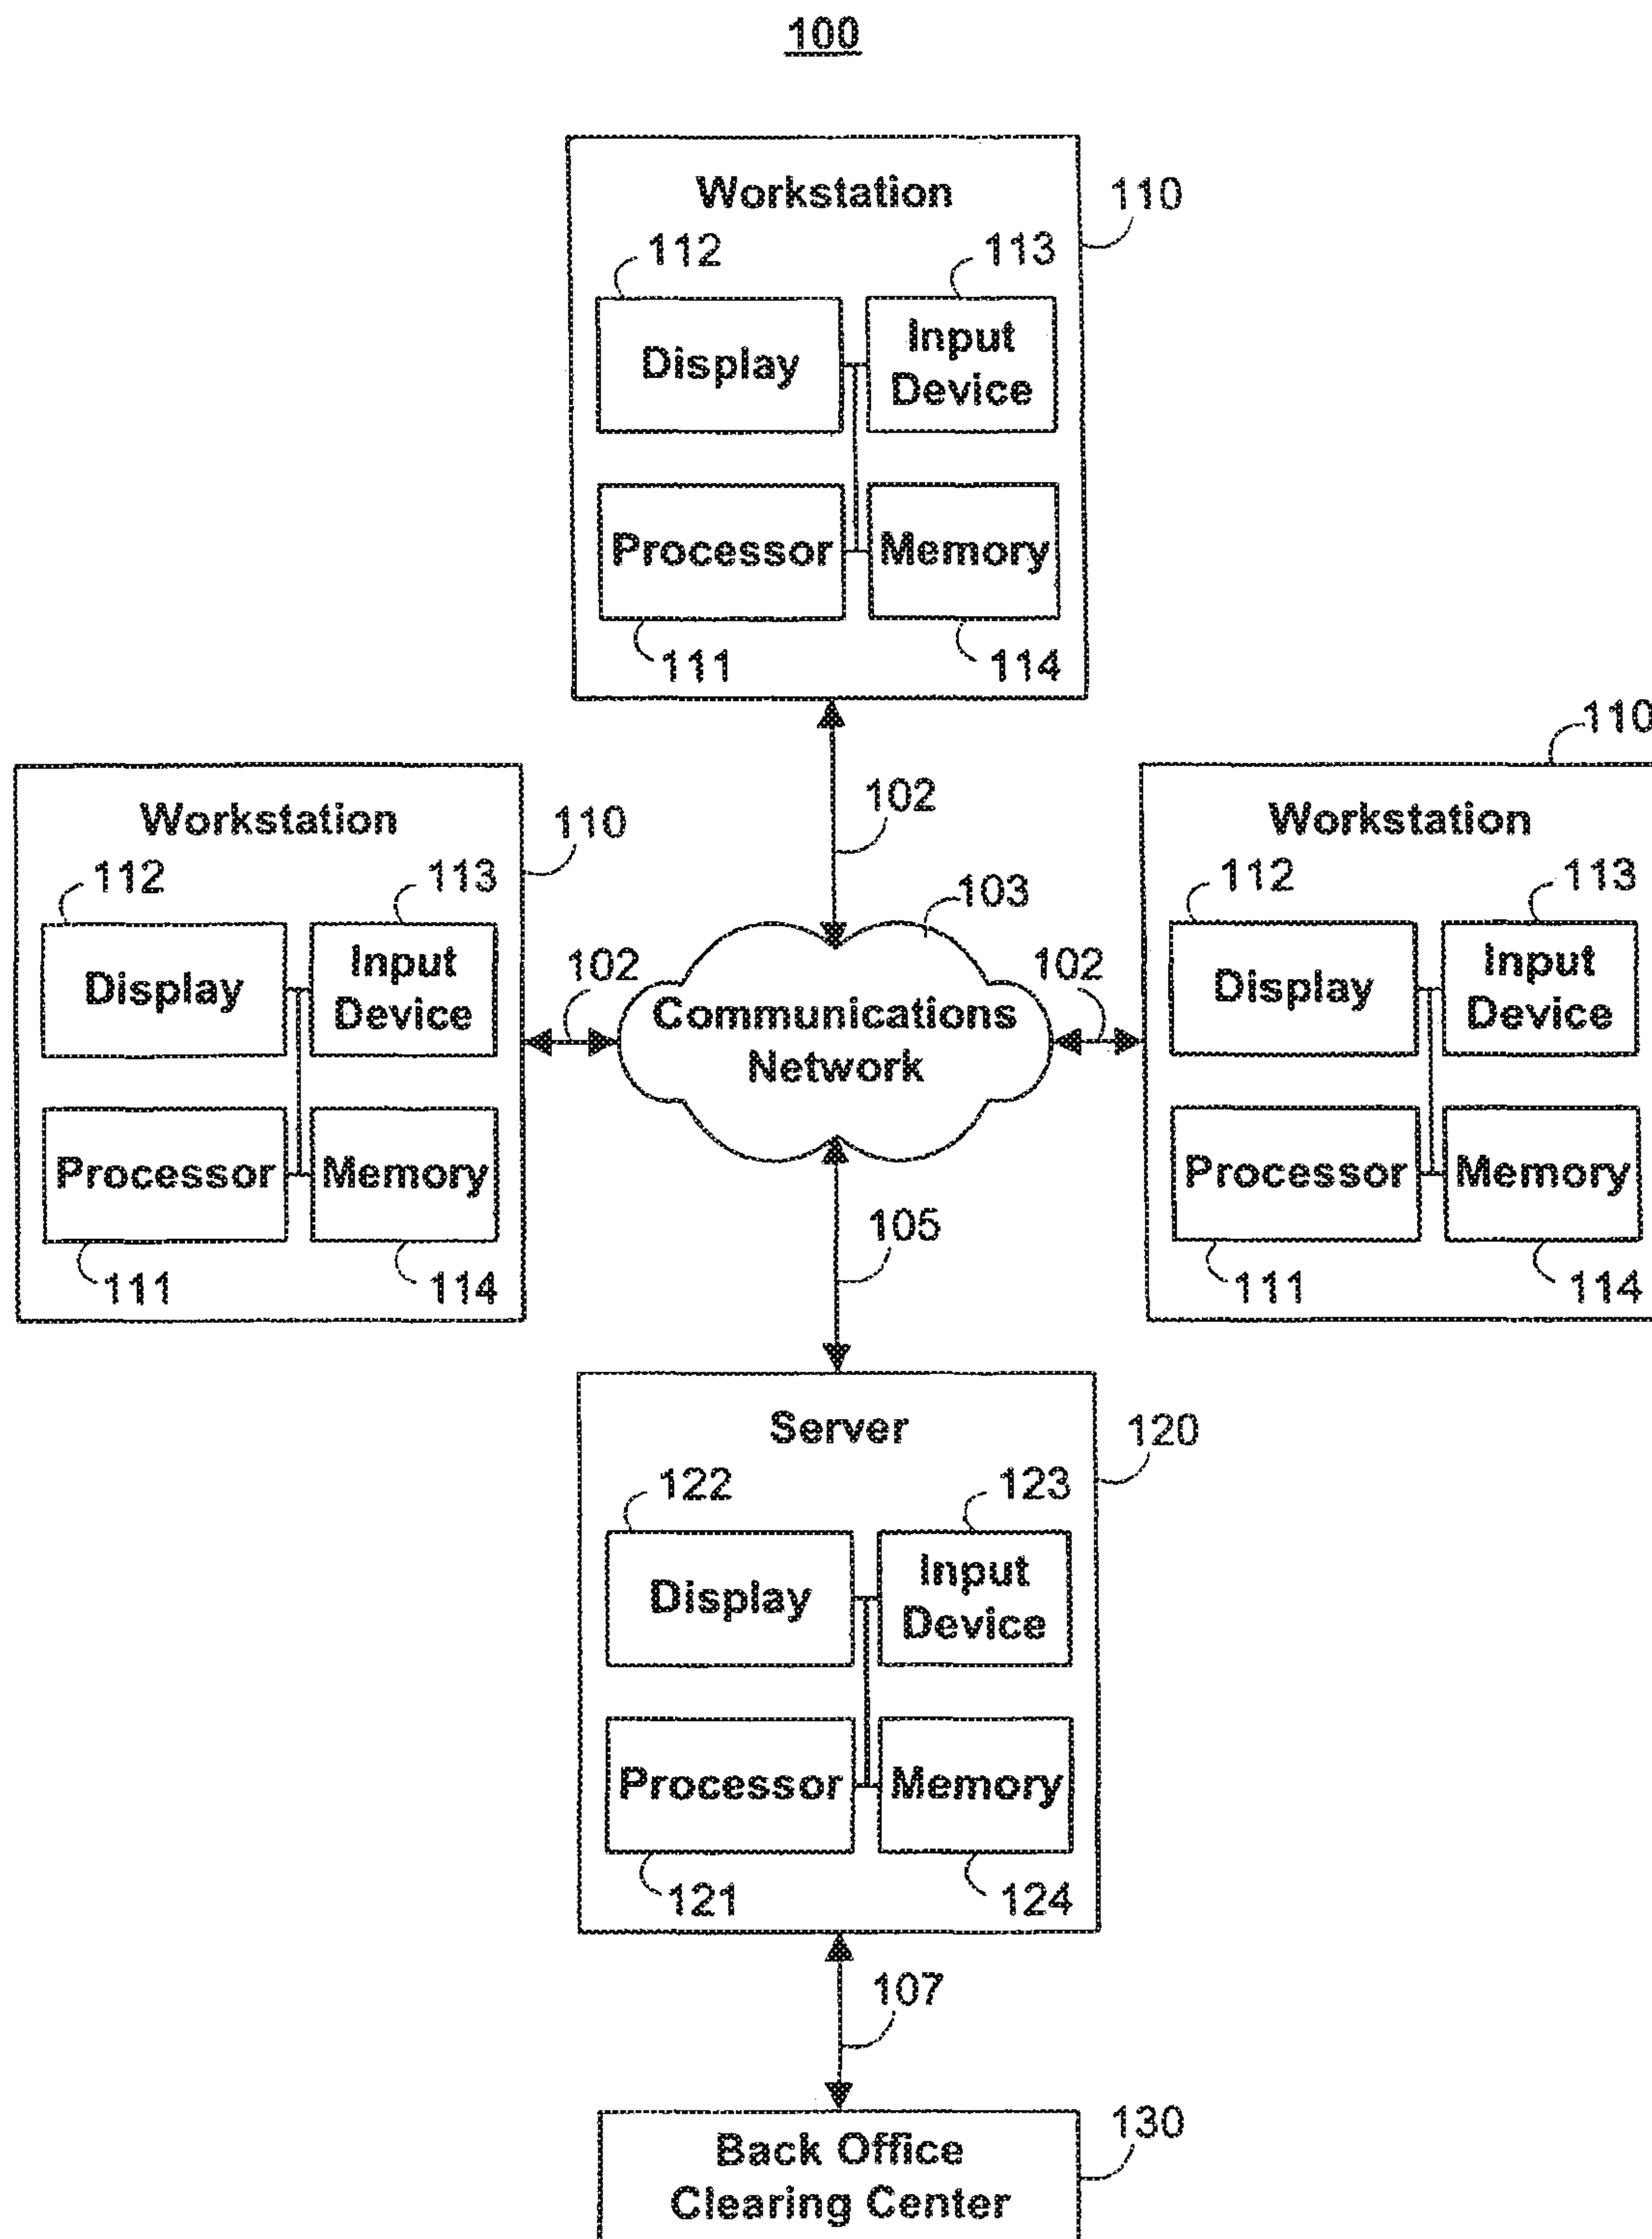 100
Workstation
110
112
113
Display
Input
Device
Processor
Memory
111
114
102
Workstation
110
112
113
Display
Input
Device
Processor
Memory
111
114
102
103
Communications
Network
102
110
Workstation
112
113
Display
Input
Device
Processor
Memory
111
114
105
Server
120
122
123
Display
Input
Device
Processor
Memory
121
124
107
Back Office
Clearing Center
130